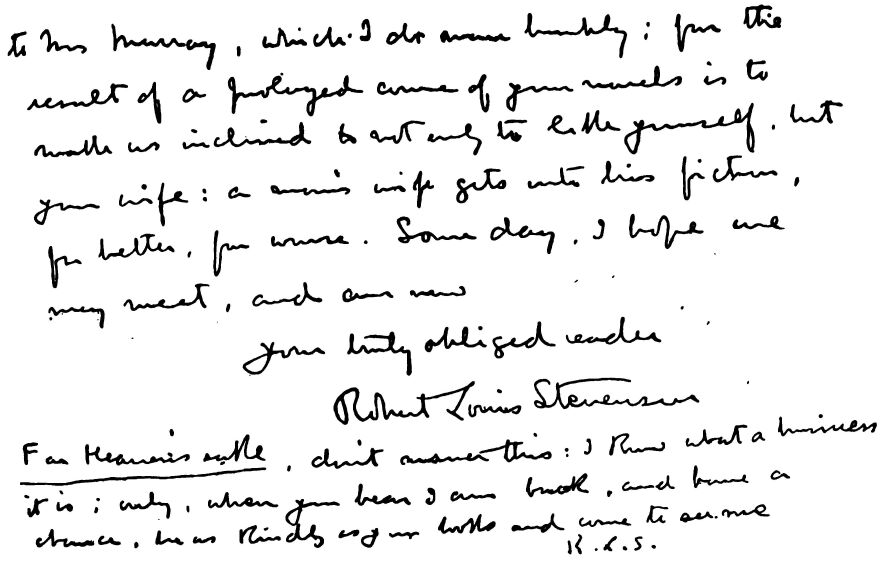 to Mrs Murray, which I do more humbly; for the
result of a prolonged course of your novels is to
make us inclined to not only to like yourself, but
your wife: a man's wife gets into his fiction,
for better, for worse. Some day, I hope we
may meet, and am now
your truly obliged reader
Robert Louis Stevenson
For Heaven's sake, don't answer this: I know what a business
it is; only, when you hear I am back, and have a
chance, be as kindly as your books and come to see me
R.L.S.